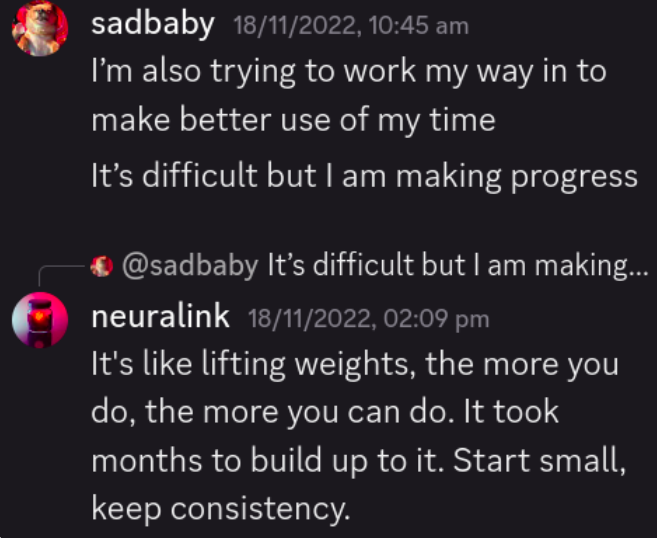 sadbaby 18/11/2022, 10:45 am
I’m also trying to work my way in to
make better use of my time
It’s difficult but I am making progress
@sadbaby It’s difficult but I am making...
neuralink 18/11/2022, 02:09 pm
It's like lifting weights, the more you
do, the more you can do. It took
months to build up to it. Start small,
keep consistency.